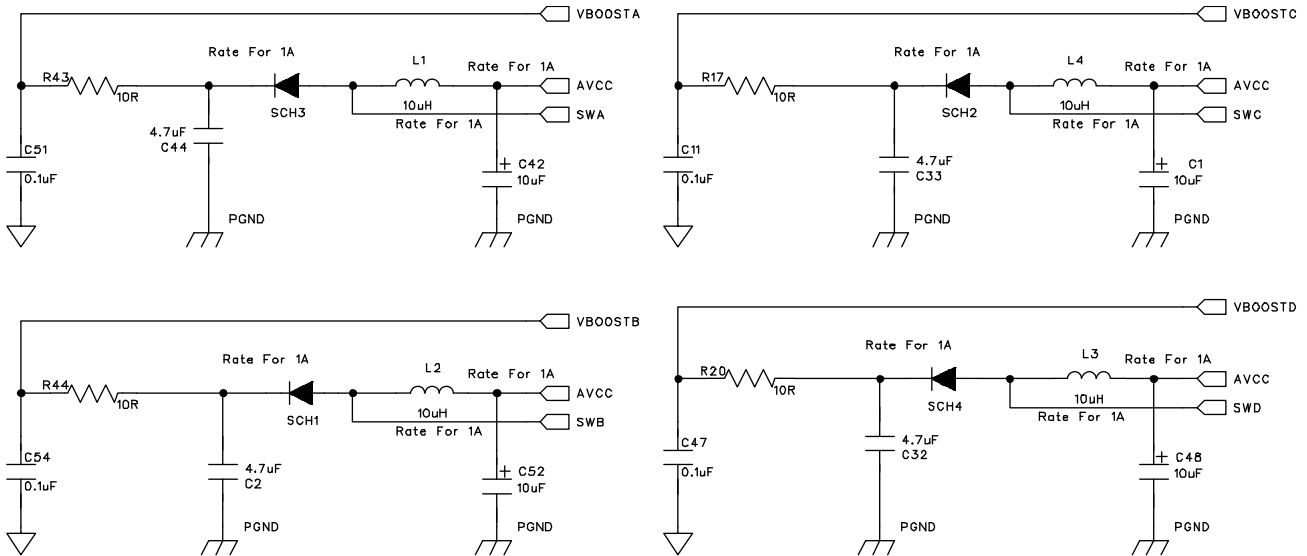 VBOOSTA
Rate For 1A
L1
Rate For 1A
R43
10R
SCH3
10uH
AVCC
SWA
Rate For 1A
4.7uF
C44
C51
0.1uF
C42
10uF
PGND
PGND
VBOOSTC
Rate For 1A
L4
Rate For 1A
R17
10R
SCH2
10uH
AVCC
SWC
Rate For 1A
C11
0.1uF
4.7uF
C33
C1
10uF
PGND
PGND
VBOOSTB
Rate For 1A
L2
Rate For 1A
R44
10R
SCH1
10uH
AVCC
SWB
Rate For 1A
C54
0.1uF
4.7uF
C2
C52
10uF
PGND
PGND
VBOOSTD
Rate For 1A
L3
Rate For 1A
R20
10R
SCH4
10uH
AVCC
SWD
Rate For 1A
C47
0.1uF
4.7uF
C32
C48
10uF
PGND
PGND